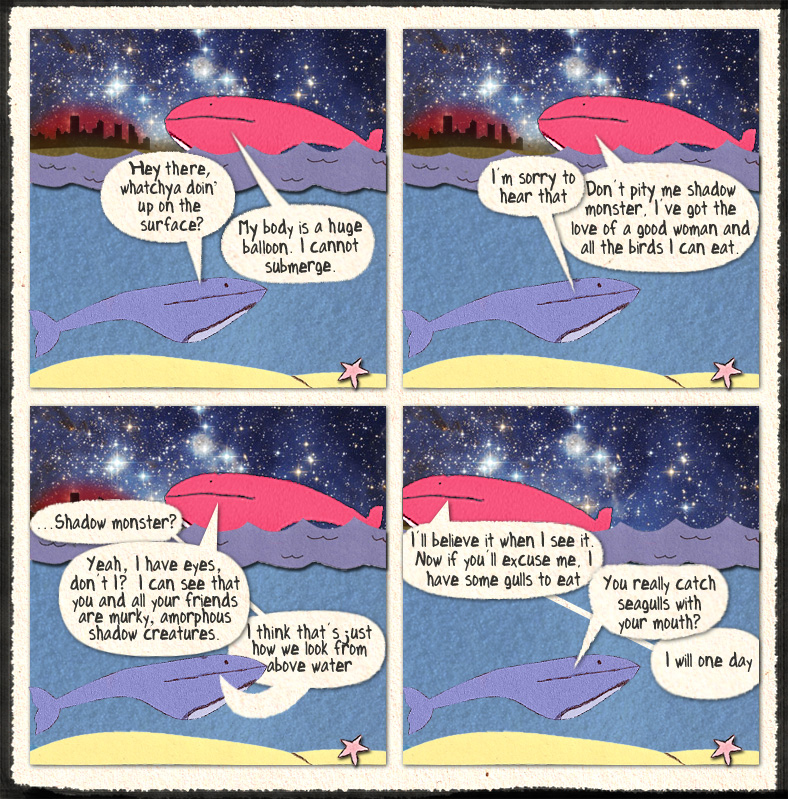 Hey there,
whatchya doin'
up on the
surface?
My body is a huge
balloon. I cannot
submerge.
I'm sorry to
hear that
Don't pity me shadow
monster, I've got the
love of a good woman and
all the birds I can eat.
...Shadow monster?
Yeah, I have eyes,
don't I? I can see that
you and all your friends
are murky, amorphous
shadow creatures.
I think that's just
how we look from
above water
I'll believe it when I see it.
Now if you'll excuse me, I
have some gulls to eat
You really catch
seagulls with
your mouth?
I will one day